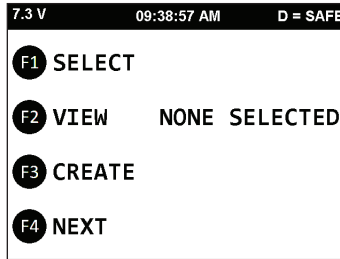 7.3 V 09:38:57 AM D = SAFE
F1 SELECT
F2 VIEW NONE SELECTED
F3 CREATE
F4 NEXT